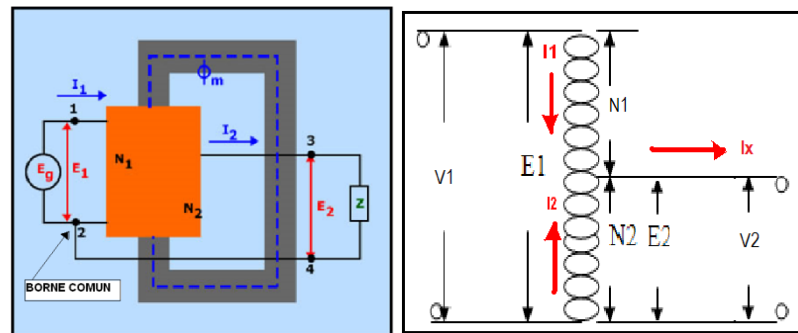 Φm
I1
I2
1
3
N1
Eg
E1
E2
Z
N2
2
4
BORNE COMUN
I1
N1
Ix
V1
E1
I2
N2
E2
V2